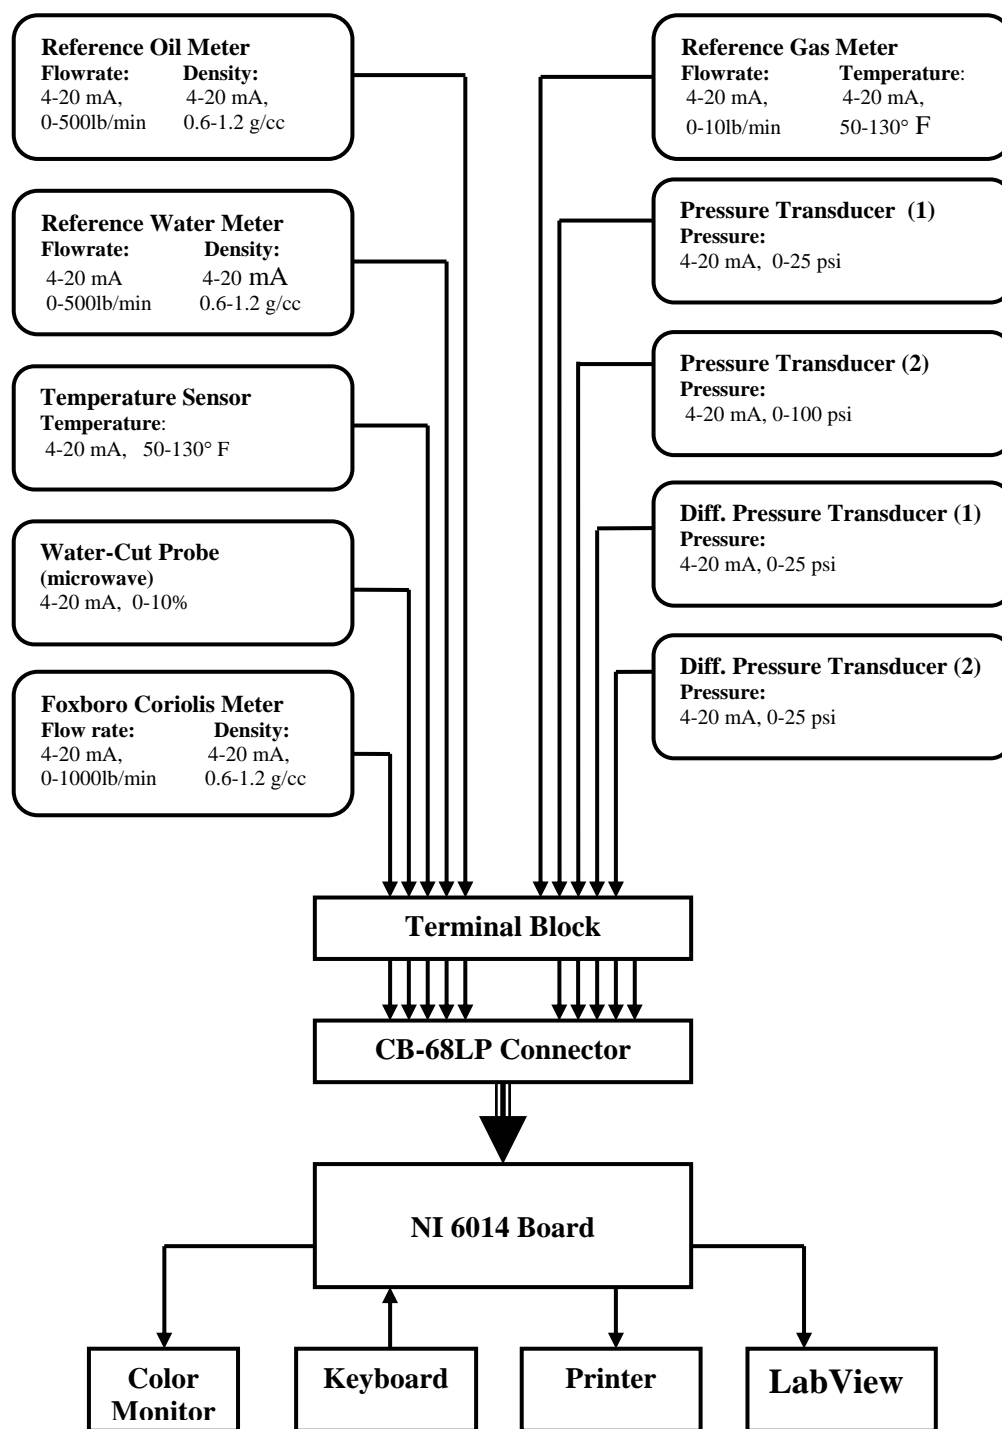 Reference Oil Meter
Flowrate: Density:
4-20 mA, 4-20 mA,
0-500lb/min 0.6-1.2 g/cc
Reference Water Meter
Flowrate: Density:
4-20 mA 4-20 mA
0-500lb/min 0.6-1.2 g/cc
Temperature Sensor
Temperature:
4-20 mA, 50-130° F
Water-Cut Probe
(microwave)
4-20 mA, 0-10%
Foxboro Coriolis Meter
Flow rate: Density:
4-20 mA, 4-20 mA,
0-1000lb/min 0.6-1.2 g/cc
Reference Gas Meter
Flowrate: Temperature:
4-20 mA, 4-20 mA,
0-10lb/min 50-130° F
Pressure Transducer (1)
Pressure:
4-20 mA, 0-25 psi
Pressure Transducer (2)
Pressure:
4-20 mA, 0-100 psi
Diff. Pressure Transducer (1)
Pressure:
4-20 mA, 0-25 psi
Diff. Pressure Transducer (2)
Pressure:
4-20 mA, 0-25 psi
Terminal Block
CB-68LP Connector
NI 6014 Board
Color
Monitor
Keyboard
Printer
LabView